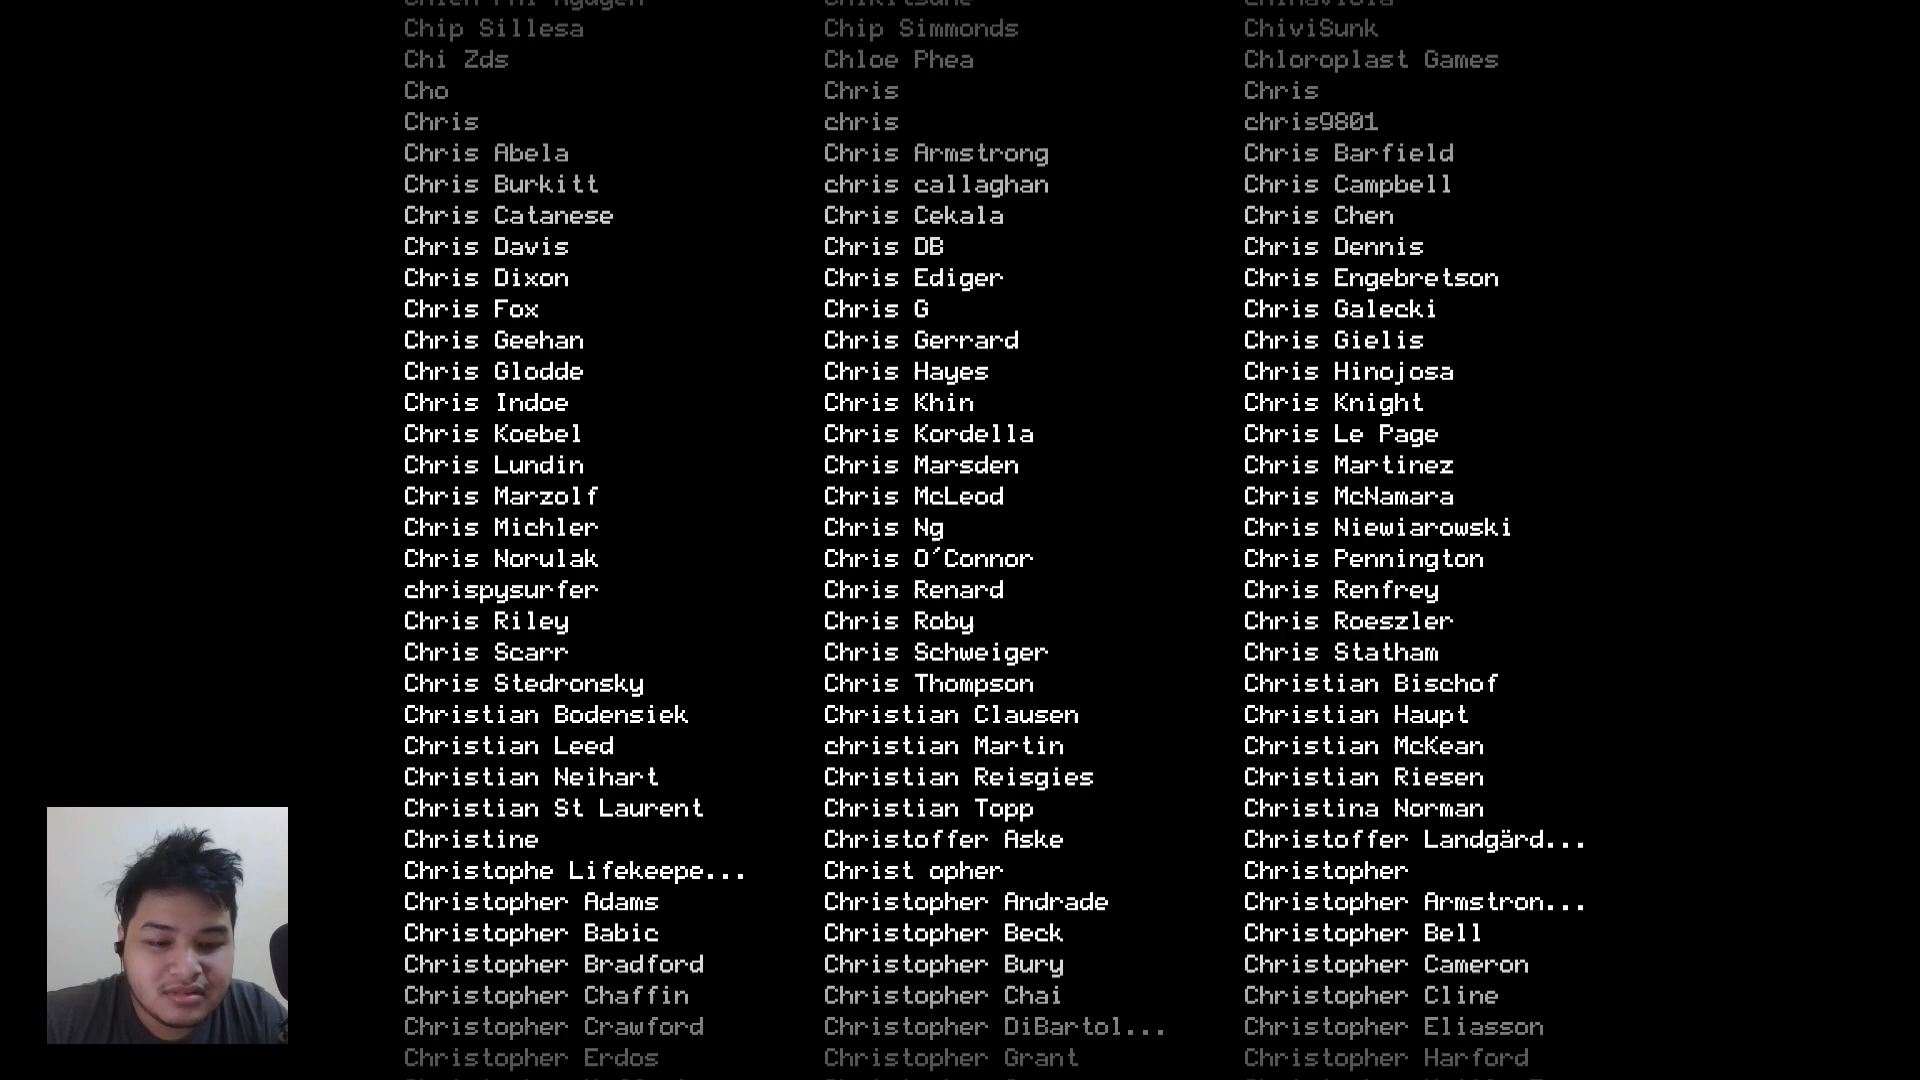 Chip Sillesa Chip Simmonds ChiviSunk
Chi Zds Chloe Phea Chloroplast Games
Cho Chris Chris
Chris chris chris9801
Chris Abela Chris Armstrong Chris Barfield
Chris Burkitt chris callaghan Chris Campbell
Chris Catanese Chris Cekala Chris Chen
Chris Davis Chris DB Chris Dennis
Chris Dixon Chris Ediger Chris Engebretson
Chris Fox Chris G Chris Galecki
Chris Geehan Chris Gerrard Chris Gielis
Chris Glodde Chris Hayes Chris Hinojosa
Chris Indoe Chris Khin Chris Knight
Chris Koebel Chris Kordella Chris Le Page
Chris Lundin Chris Marsden Chris Martinez
Chris Marzolf Chris McLeod Chris McNamara
Chris Michler Chris Ng Chris Niewiarowski
Chris Norulak Chris O'Connor Chris Pennington
chrispysurfer Chris Renard Chris Renfrey
Chris Riley Chris Roby Chris Roeszler
Chris Scarr Chris Schweiger Chris Statham
Chris Stedronsky Chris Thompson Christian Bischof
Christian Bodensiek Christian Clausen Christian Haupt
Christian Leed christian Martin Christian McKean
Christian Neihart Christian Reisgies Christian Riesen
Christian St Laurent Christian Topp Christina Norman
Christine Christoffer Aske Christoffer Landgärd...
Christophe Lifekeepe... Christ opher Christopher
Christopher Adams Christopher Andrade Christopher Armstron...
Christopher Babic Christopher Beck Christopher Bell
Christopher Bradford Christopher Bury Christopher Cameron
Christopher Chaffin Christopher Chai Christopher Cline
Christopher Crawford Christopher DiBartol... Christopher Eliasson
Christopher Erdos Christopher Grant Christopher Harford